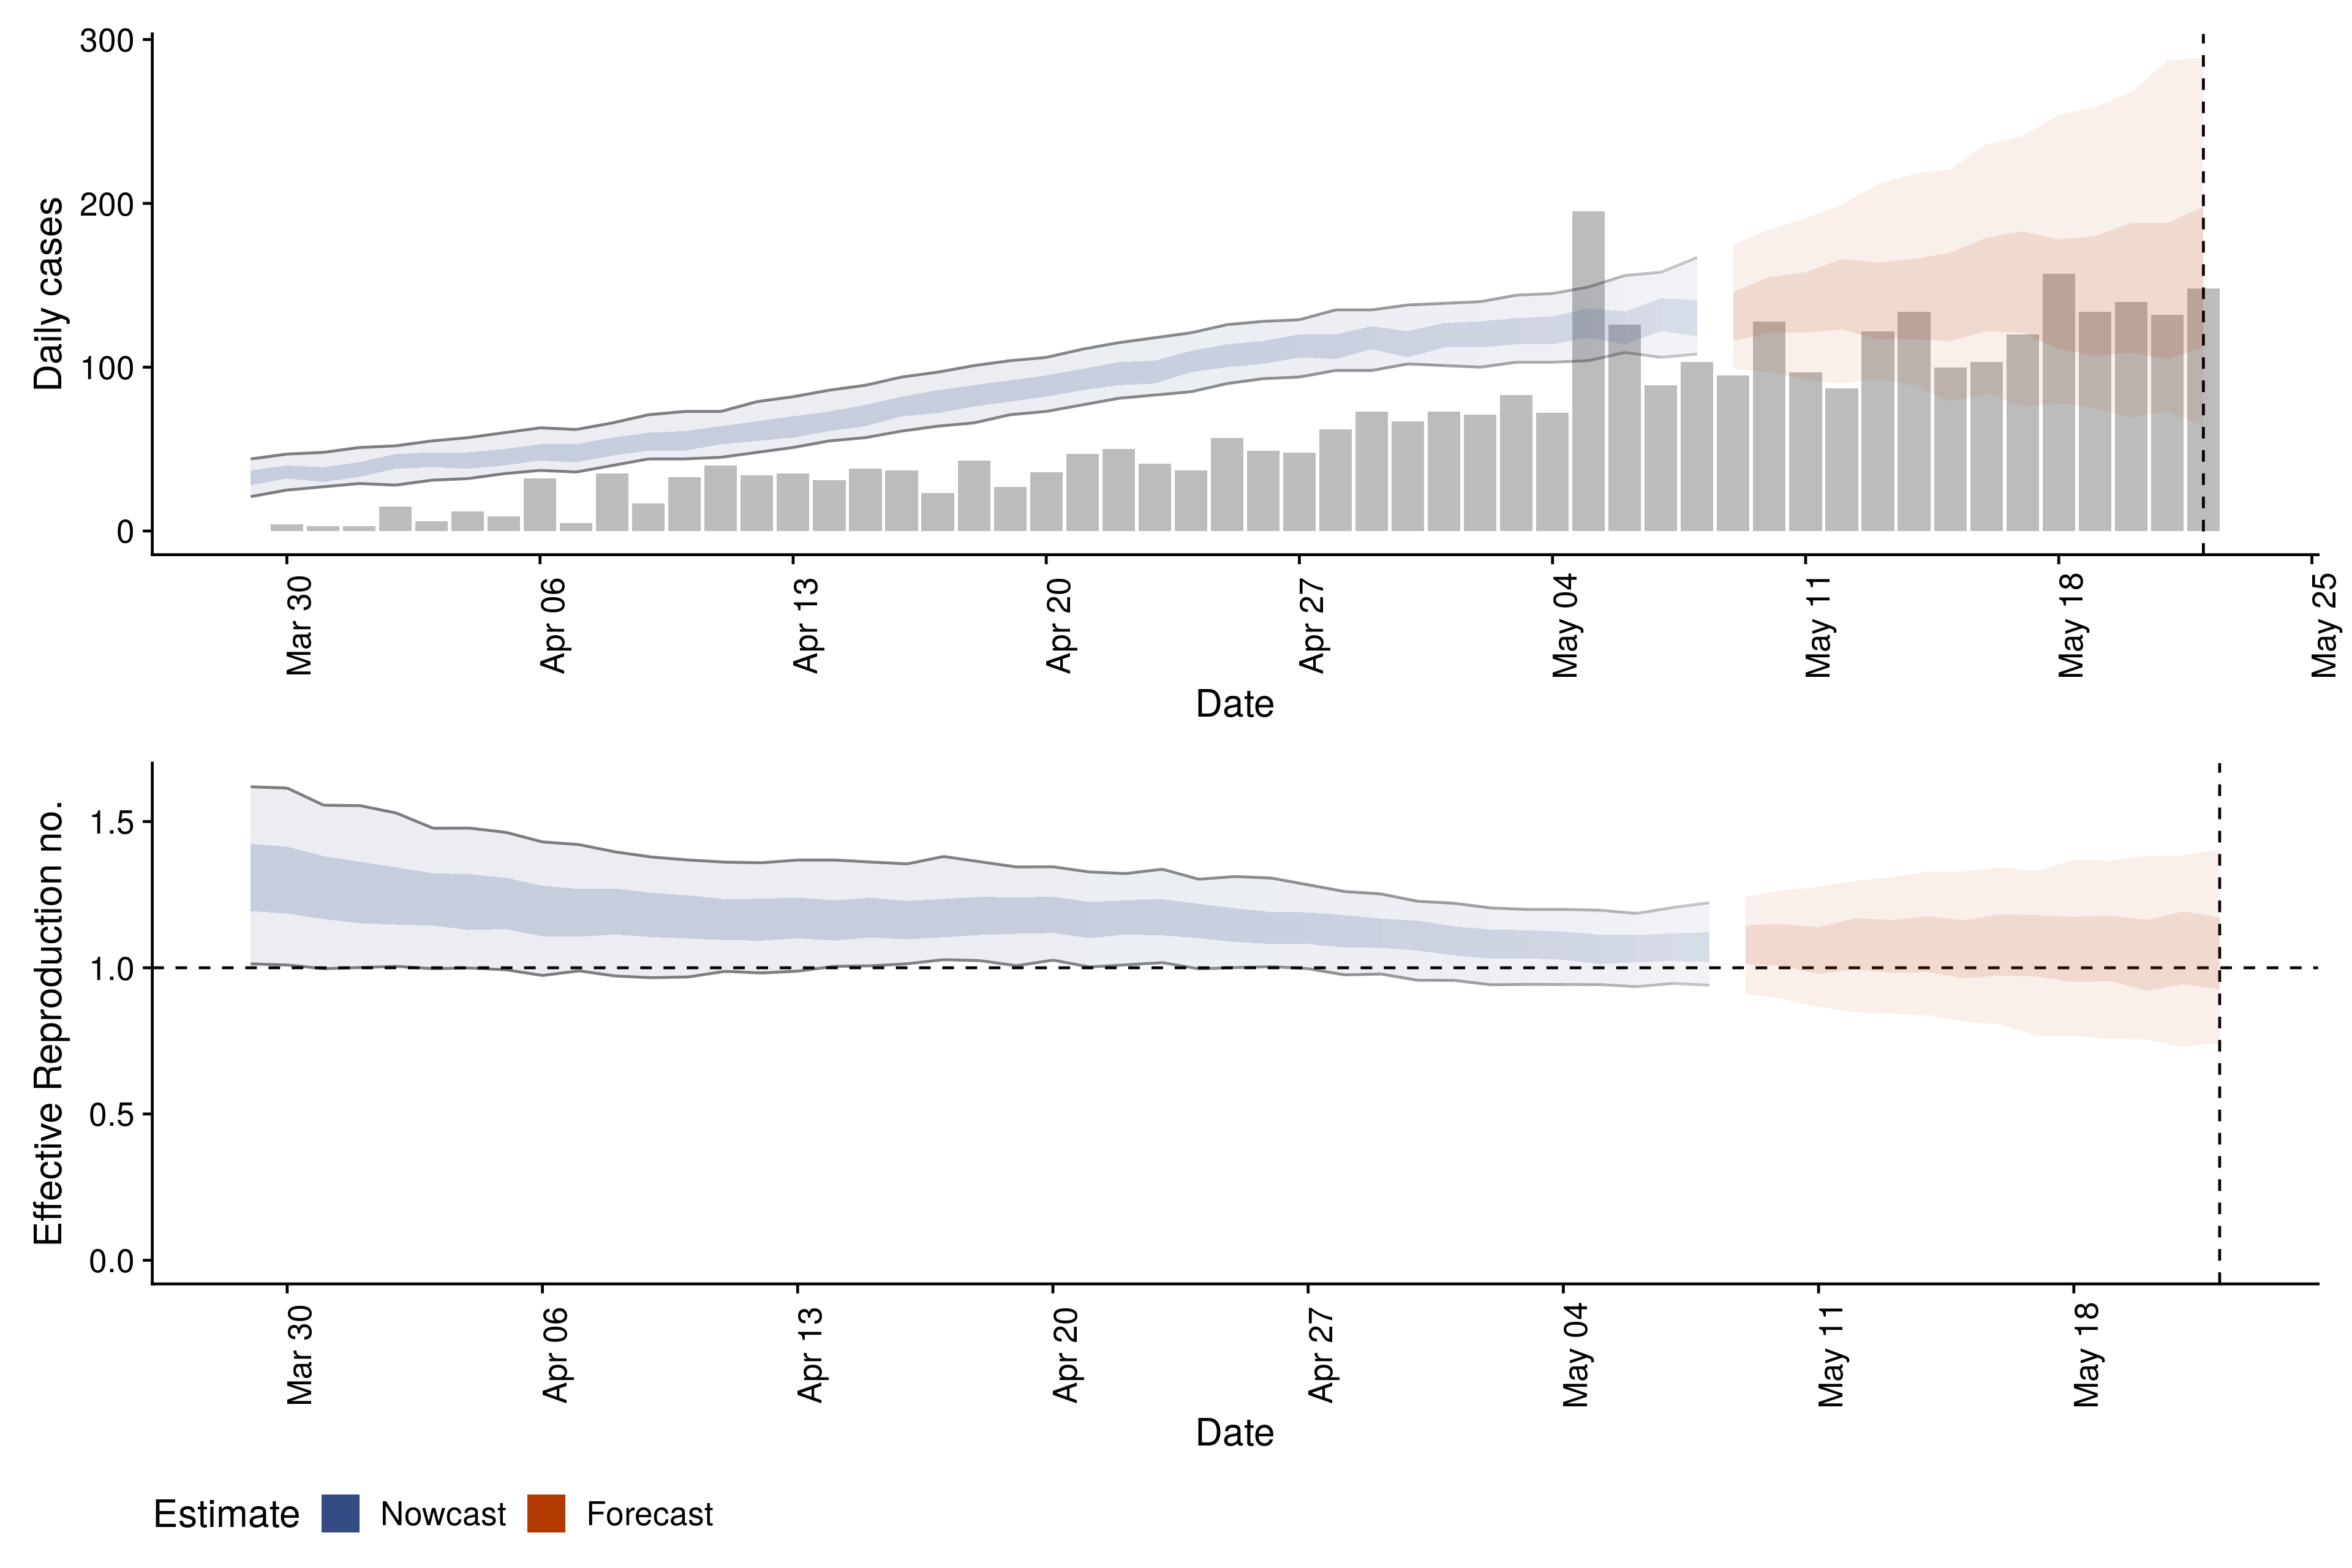 300
200
100
0
Daily cases
Mar 30
Apr 06
Apr 13
Apr 20
Apr 27
May 04
May 11
May 18
May 25
Date
1.5
1.0
0.5
0.0
Effective Reproduction no.
Mar 30
Apr 06
Apr 13
Apr 20
Apr 27
May 04
May 11
May 18
Date
Estimate Nowcast Forecast